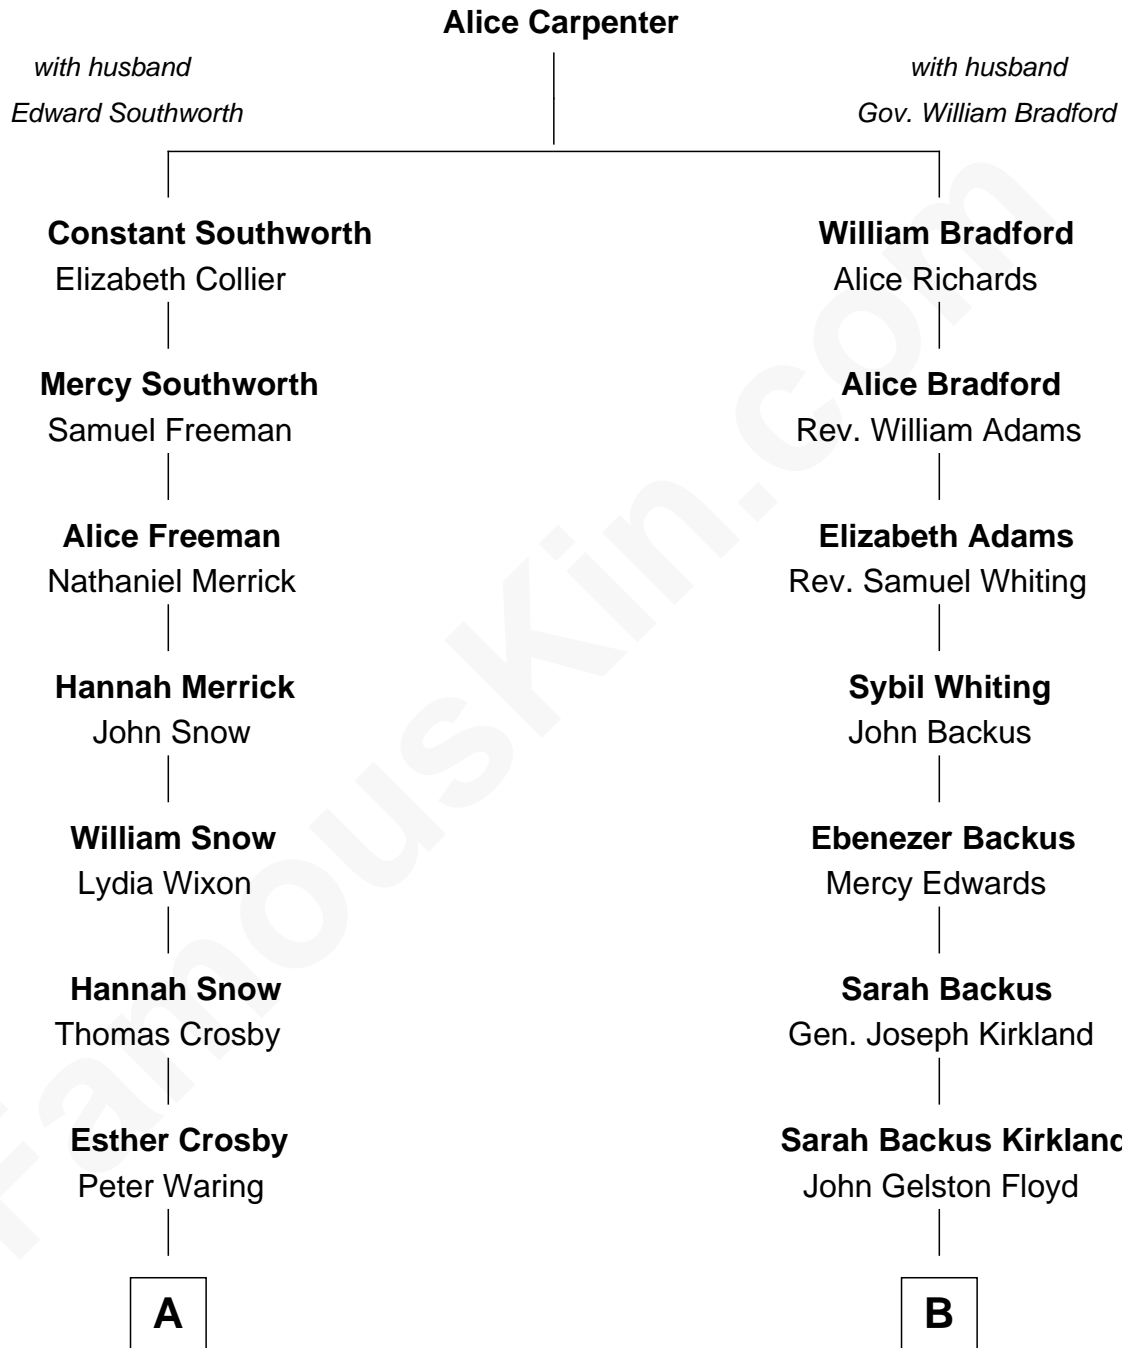 Alice Carpenter
with husband
Edward Southworth
with husband
Gov. William Bradford
Constant Southworth
Elizabeth Collier
William Bradford
Alice Richards
Mercy Southworth
Samuel Freeman
Alice Bradford
Rev. William Adams
Alice Freeman
Nathaniel Merrick
Elizabeth Adams
Rev. Samuel Whiting
Hannah Merrick
John Snow
Sybil Whiting
John Backus
William Snow
Lydia Wixon
Ebenezer Backus
Mercy Edwards
Hannah Snow
Thomas Crosby
Sarah Backus
Gen. Joseph Kirkland
Esther Crosby
Peter Waring
Sarah Backus Kirkland
John Gelston Floyd
A
B
FamousKin.com